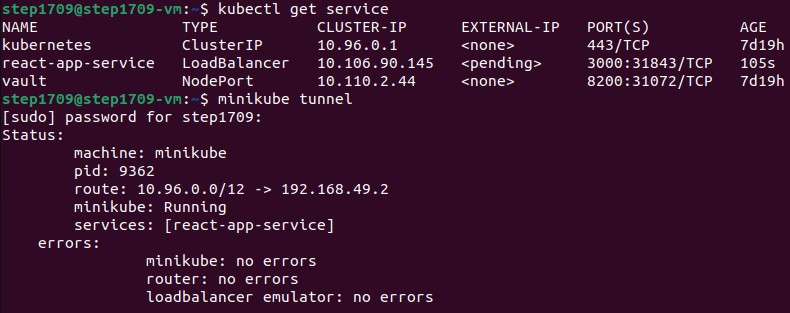 step1709@step1709-vm:~$ kubectl get service
NAME TYPE CLUSTER-IP EXTERNAL-IP PORT(S) AGE
kubernetes ClusterIP 10.96.0.1 <none> 443/TCP 7d19h
react-app-service LoadBalancer 10.106.90.145 <pending> 3000:31843/TCP 105s
vault NodePort 10.110.2.44 <none> 8200:31072/TCP 7d19h
step1709@step1709-vm:~$ minikube tunnel
[sudo] password for step1709:
Status:
machine: minikube
pid: 9362
route: 10.96.0.0/12 -> 192.168.49.2
minikube: Running
services: [react-app-service]
errors:
minikube: no errors
router: no errors
loadbalancer emulator: no errors